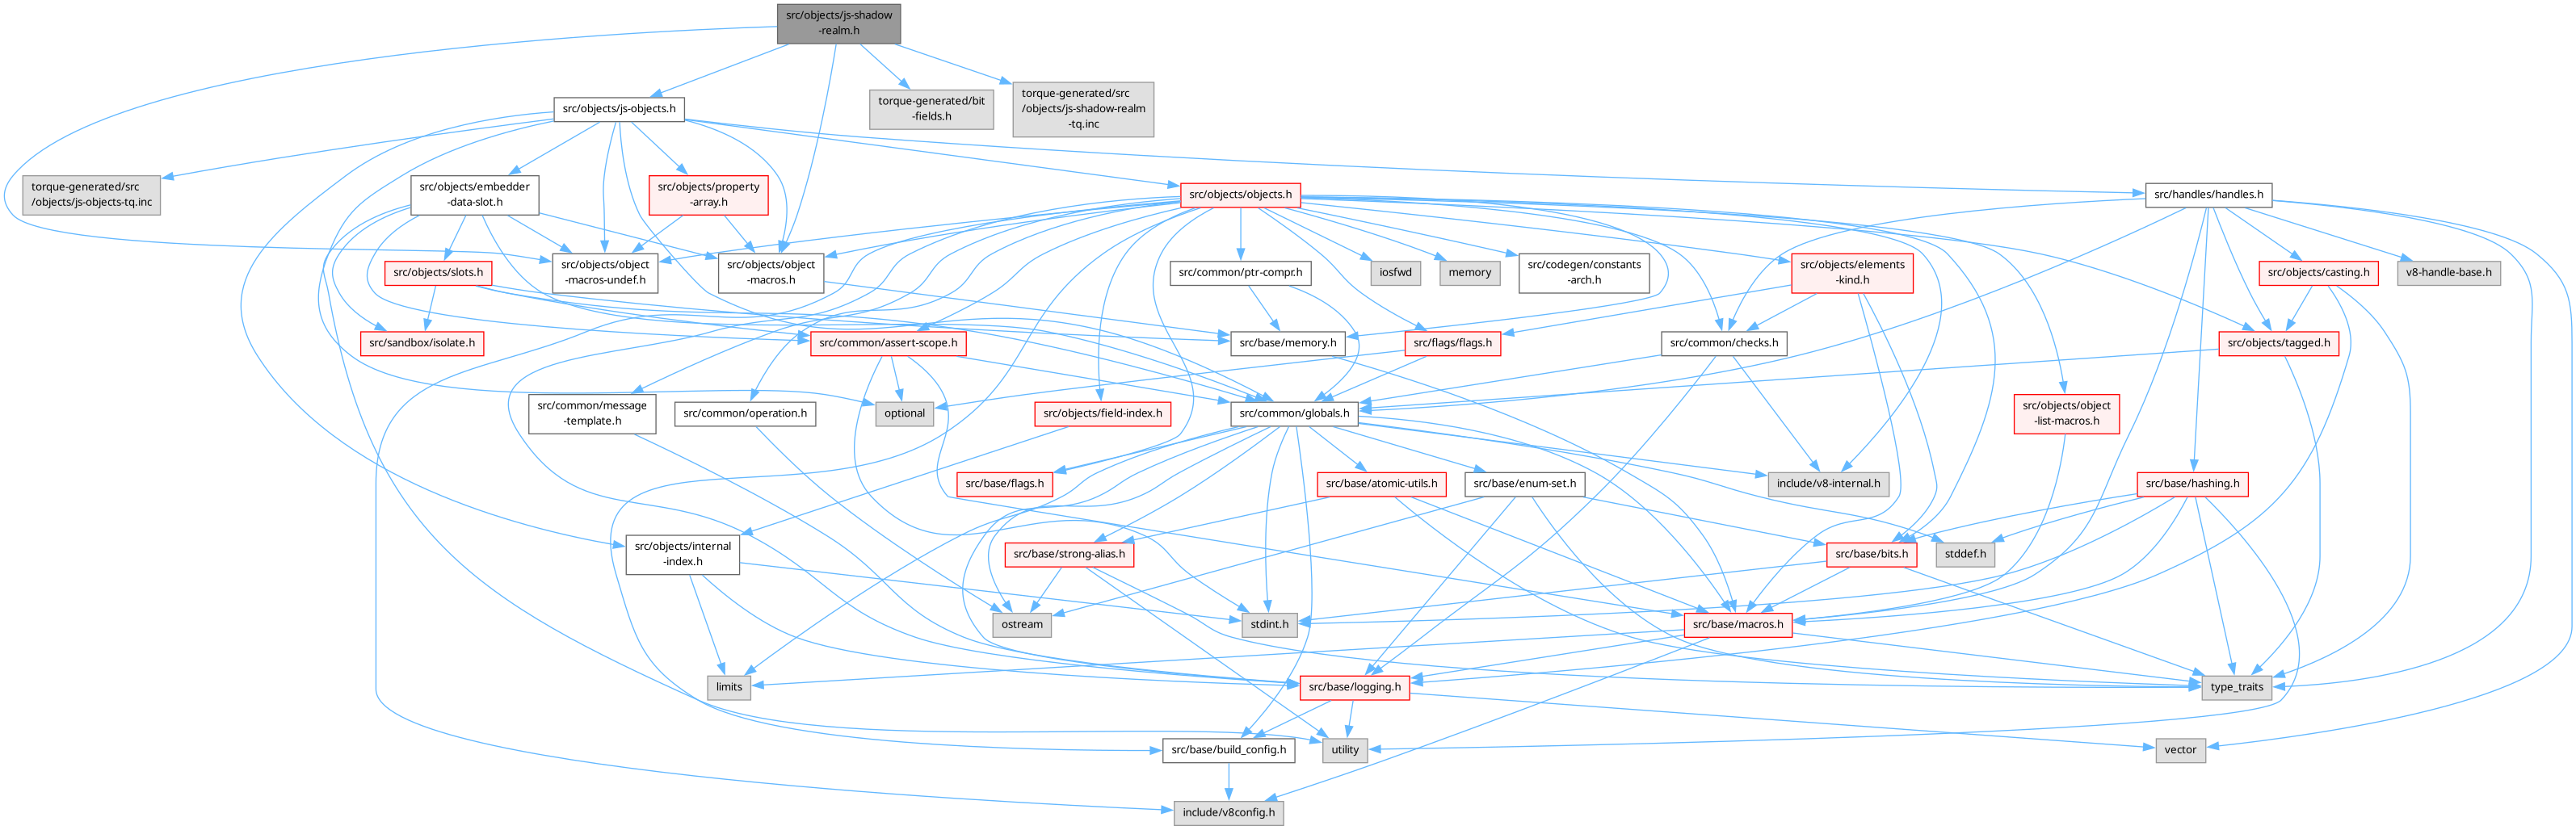 src/objects/js-shadow
-realm.h
src/objects/js-objects.h
torque-generated/bit
-fields.h
torque-generated/src
/objects/js-shadow-realm
-tq.inc
torque-generated/src
/objects/js-objects-tq.inc
src/objects/embedder
-data-slot.h
src/objects/property
-array.h
src/objects/objects.h
src/handles/handles.h
src/objects/slots.h
src/objects/object
-macros-undef.h
src/objects/object
-macros.h
src/common/ptr-compr.h
iosfwd
memory
src/codegen/constants
-arch.h
src/objects/elements
-kind.h
src/objects/casting.h
v8-handle-base.h
src/sandbox/isolate.h
src/common/assert-scope.h
src/base/memory.h
src/flags/flags.h
src/common/checks.h
src/objects/tagged.h
src/common/message
-template.h
src/common/operation.h
optional
src/objects/field-index.h
src/common/globals.h
src/objects/object
-list-macros.h
src/base/flags.h
src/base/atomic-utils.h
src/base/enum-set.h
include/v8-internal.h
src/base/hashing.h
src/objects/internal
-index.h
src/base/strong-alias.h
src/base/bits.h
stddef.h
ostream
stdint.h
src/base/macros.h
limits
src/base/logging.h
type_traits
src/base/build_config.h
utility
vector
include/v8config.h